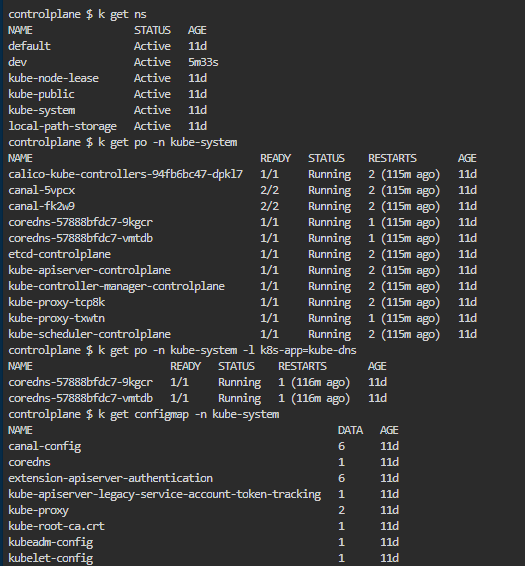 controlplane $ k get ns
NAME STATUS AGE
default Active 11d
dev Active 5m33s
kube-node-lease Active 11d
kube-public Active 11d
kube-system Active 11d
local-path-storage Active 11d
controlplane $ k get po -n kube-system
NAME READY STATUS RESTARTS AGE
calico-kube-controllers-94fb6bc47-dpkl7 1/1 Running 2 (115m ago) 11d
canal-5vpcx 2/2 Running 2 (115m ago) 11d
canal-fk2w9 2/2 Running 2 (115m ago) 11d
coredns-57888bfdc7-9kgcr 1/1 Running 1 (115m ago) 11d
coredns-57888bfdc7-vmtdb 1/1 Running 1 (115m ago) 11d
etcd-controlplane 1/1 Running 2 (115m ago) 11d
kube-apiserver-controlplane 1/1 Running 2 (115m ago) 11d
kube-controller-manager-controlplane 1/1 Running 2 (115m ago) 11d
kube-proxy-tcp8k 1/1 Running 2 (115m ago) 11d
kube-proxy-txwtn 1/1 Running 1 (115m ago) 11d
kube-scheduler-controlplane 1/1 Running 2 (115m ago) 11d
controlplane $ k get po -n kube-system -l k8s-app=kube-dns
NAME READY STATUS RESTARTS AGE
coredns-57888bfdc7-9kgcr 1/1 Running 1 (116m ago) 11d
coredns-57888bfdc7-vmtdb 1/1 Running 1 (116m ago) 11d
controlplane $ k get configmap -n kube-system
NAME DATA AGE
canal-config 6 11d
coredns 1 11d
extension-apiserver-authentication 6 11d
kube-apiserver-legacy-service-account-token-tracking 1 11d
kube-proxy 2 11d
kube-root-ca.crt 1 11d
kubeadm-config 1 11d
kubelet-config 1 11d